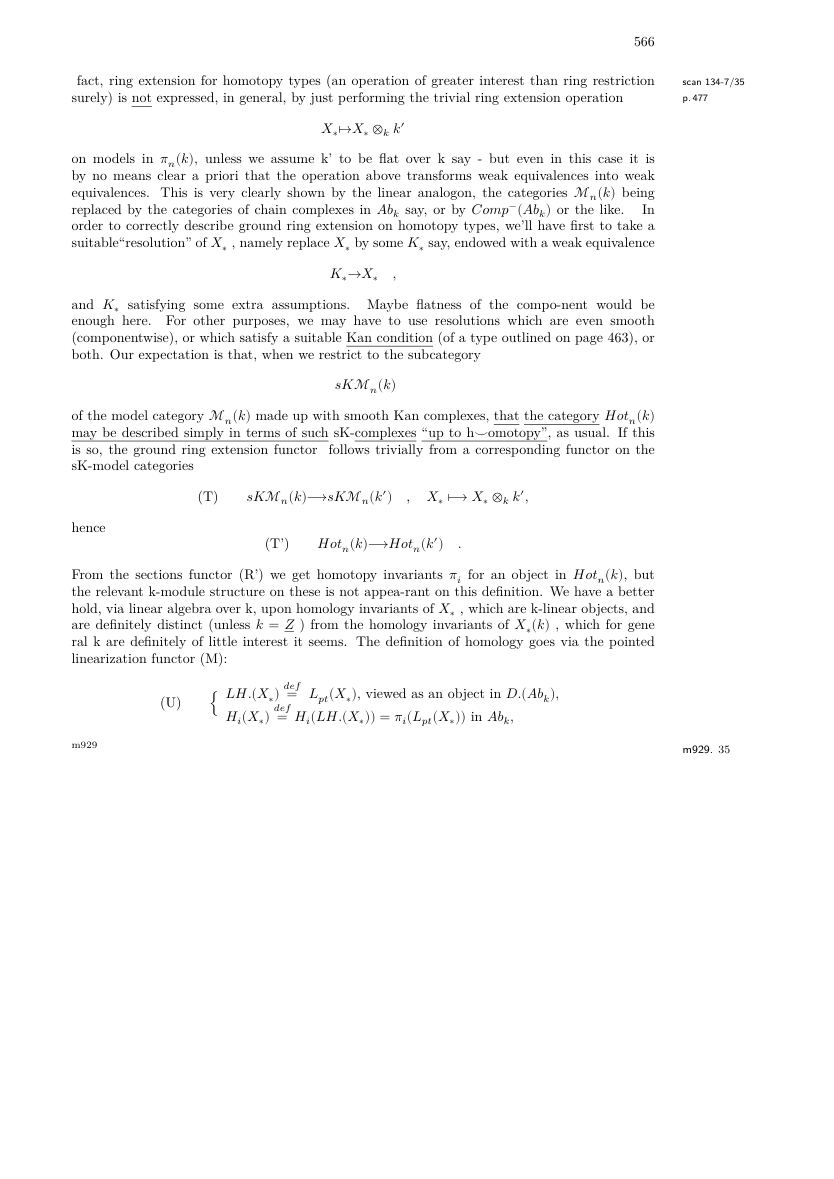 566
fact, ring extension for homotopy types (an operation of greater interest than ring restriction
scan 134-7/35
surely) is not expressed, in general, by just performing the trivial ring extension operation
p. 477
X_*↦X_* ⊗_k k′
on models in π_n(k), unless we assume k' to be flat over k say - but even in this case it is
by no means clear a priori that the operation above transforms weak equivalences into weak
equivalences. This is very clearly shown by the linear analogon, the categories ℳ_n(k) being
replaced by the categories of chain complexes in Ab_k say, or by Comp⁻(Ab_k) or the like. In
order to correctly describe ground ring extension on homotopy types, we'll have first to take a
suitable“resolution” of X_* , namely replace X_* by some K_* say, endowed with a weak equivalence
K_*→X_* ,
and K_* satisfying some extra assumptions. Maybe flatness of the compo-nent would be
enough here. For other purposes, we may have to use resolutions which are even smooth
(componentwise), or which satisfy a suitable Kan condition (of a type outlined on page 463), or
both. Our expectation is that, when we restrict to the subcategory
sKℳ_n(k)
of the model category ℳ_n(k) made up with smooth Kan complexes, that the category Hot_n(k)
may be described simply in terms of such sK-complexes “up to h⌣omotopy”, as usual. If this
is so, the ground ring extension functor follows trivially from a corresponding functor on the
sK-model categories
(T) sKℳ_n(k)⟶sKℳ_n(k′) , X_* ⟼ X_* ⊗_k k′,
hence
(T') Hot_n(k)⟶Hot_n(k′) .
From the sections functor (R') we get homotopy invariants π_i for an object in Hot_n(k), but
the relevant k-module structure on these is not appea-rant on this definition. We have a better
hold, via linear algebra over k, upon homology invariants of X_* , which are k-linear objects, and
are definitely distinct (unless k = Z ) from the homology invariants of X_*(k) , which for gene
ral k are definitely of little interest it seems. The definition of homology goes via the pointed
linearization functor (M):
(U) { LH.(X_*) =^{def} L_{pt}(X_*), viewed as an object in D.(Ab_k),
H_i(X_*) =^{def} H_i(LH.(X_*)) = π_i(L_{pt}(X_*)) in Ab_k,
m929
m929. 35